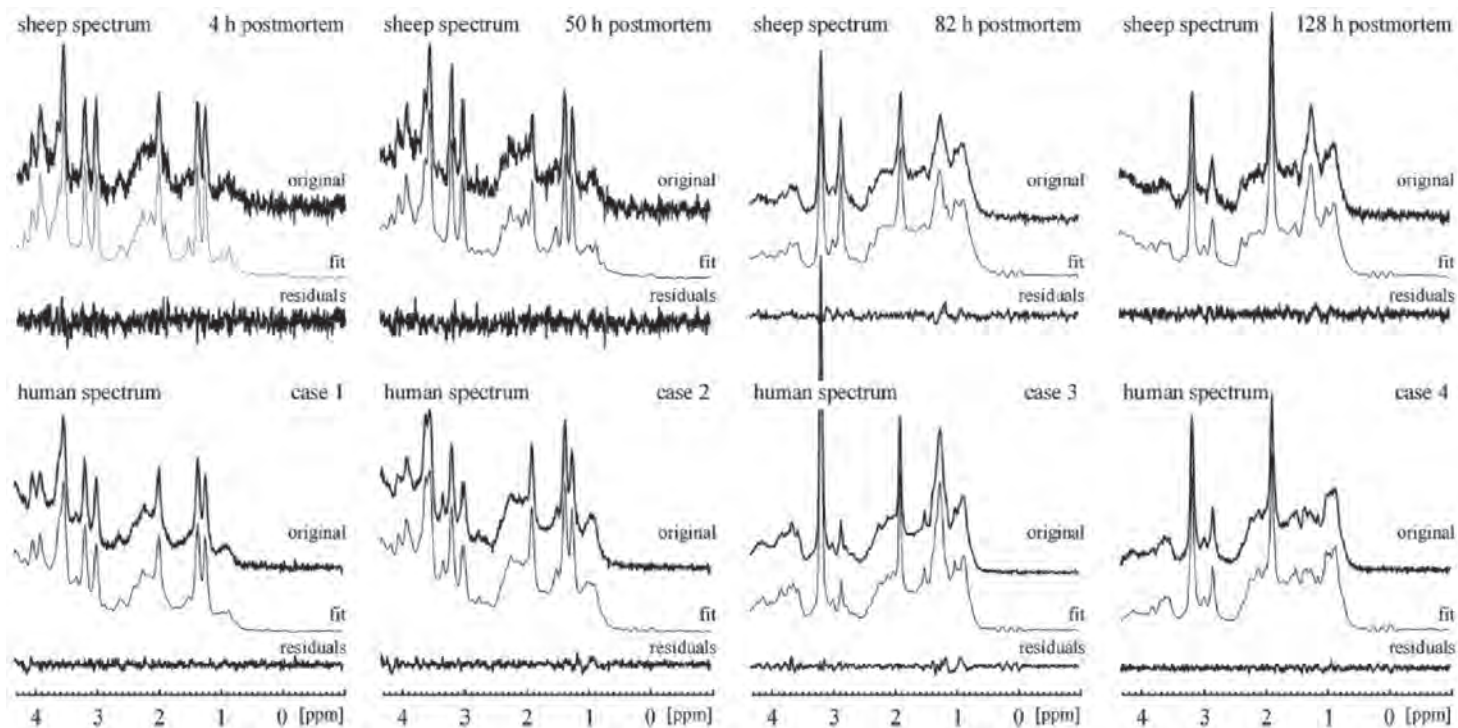 sheep spectrum 4 h postmortem sheep spectrum 50 h postmortem sheep spectrum 82 h postmortem sheep spectrum 128 h postmortem
original original original original
fit fit fit fit
residuals residuals residuals residuals
human spectrum case 1 human spectrum case 2 human spectrum case 3 human spectrum case 4
original original original original
fit fit fit fit
residuals residuals residuals residuals
4 3 2 1 0 [ppm] 4 3 2 1 0 [ppm] 4 3 2 1 0 [ppm] 4 3 2 1 0 [ppm]